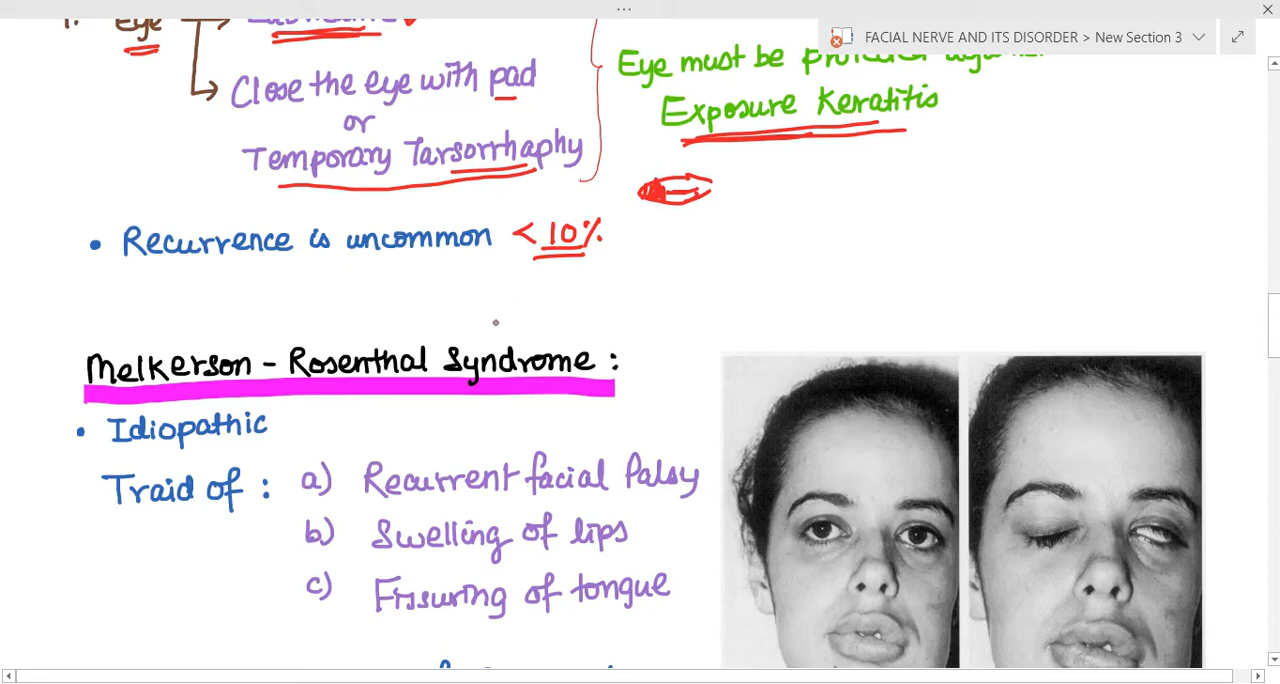 FACIAL NERVE AND ITS DISORDER > New Section 3
Eye
Close the eye with pad
or
Temporary Tarsorrhaphy
Eye must be
Exposure Keratitis
• Recurrence is uncommon < 10%
Melkerson - Rosenthal Syndrome :
• Idiopathic
Traid of : a) Recurrent facial Palsy
b) Swelling of lips
c) Fissuring of tongue